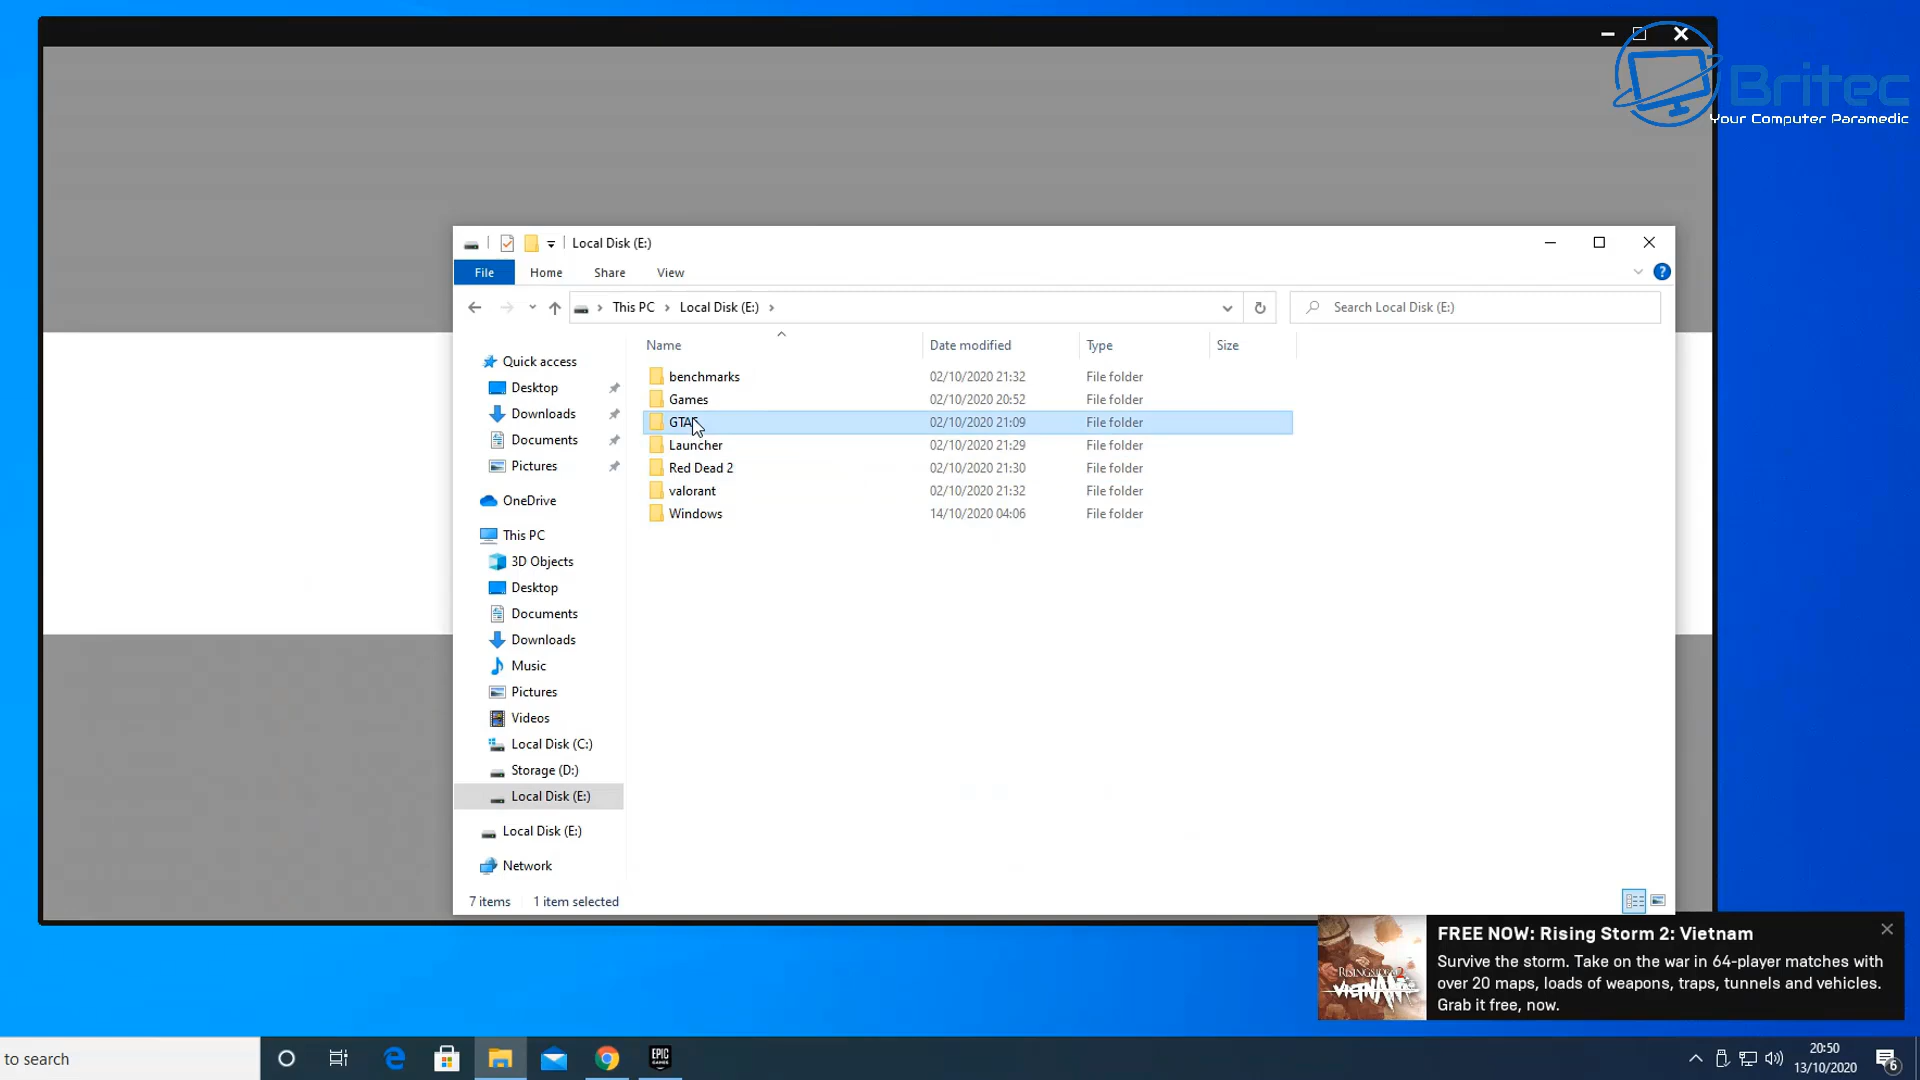 Britec
Your Computer Paramedic
Local Disk (E:)
File Home Share View
This PC Local Disk (E:)
Search Local Disk (E:)
Name Date modified Type Size
benchmarks 02/10/2020 21:32 File folder
Games 02/10/2020 20:52 File folder
02/10/2020 21:09 File folder
Launcher 02/10/2020 21:29 File folder
Red Dead 2 02/10/2020 21:30 File folder
valorant 02/10/2020 21:32 File folder
Windows 14/10/2020 04:06 File folder
Quick access
Desktop
Downloads
Documents
Pictures
OneDrive
This PC
3D Objects
Desktop
Documents
Downloads
Music
Pictures
Videos
Local Disk (C:)
Storage (D:)
Local Disk (E:)
Local Disk (E:)
Network
7 items 1 item selected
RISING STORM 2
VIETNAM
FREE NOW: Rising Storm 2: Vietnam
Survive the storm. Take on the war in 64-player matches with
over 20 maps, loads of weapons, traps, tunnels and vehicles.
Grab it free, now.
to search
EPIC
GAMES
20:50
13/10/2020
6